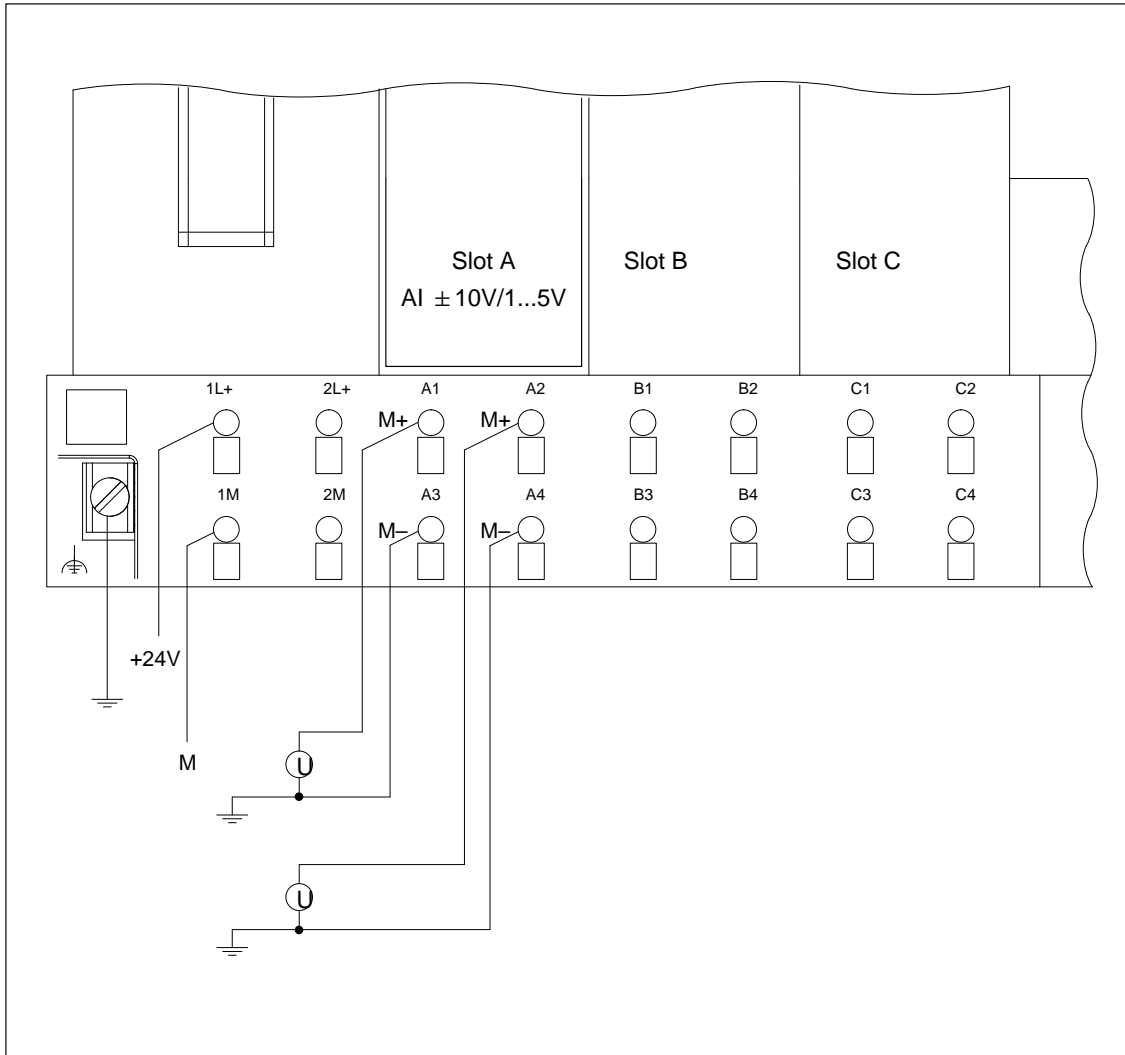 Slot A
AI ± 10V/1...5V
Slot B
Slot C
1L+ 2L+ A1 A2 B1 B2 C1 C2
M+ M+
1M 2M A3 A4 B3 B4 C3 C4
M– M–
+24V
M
U
U